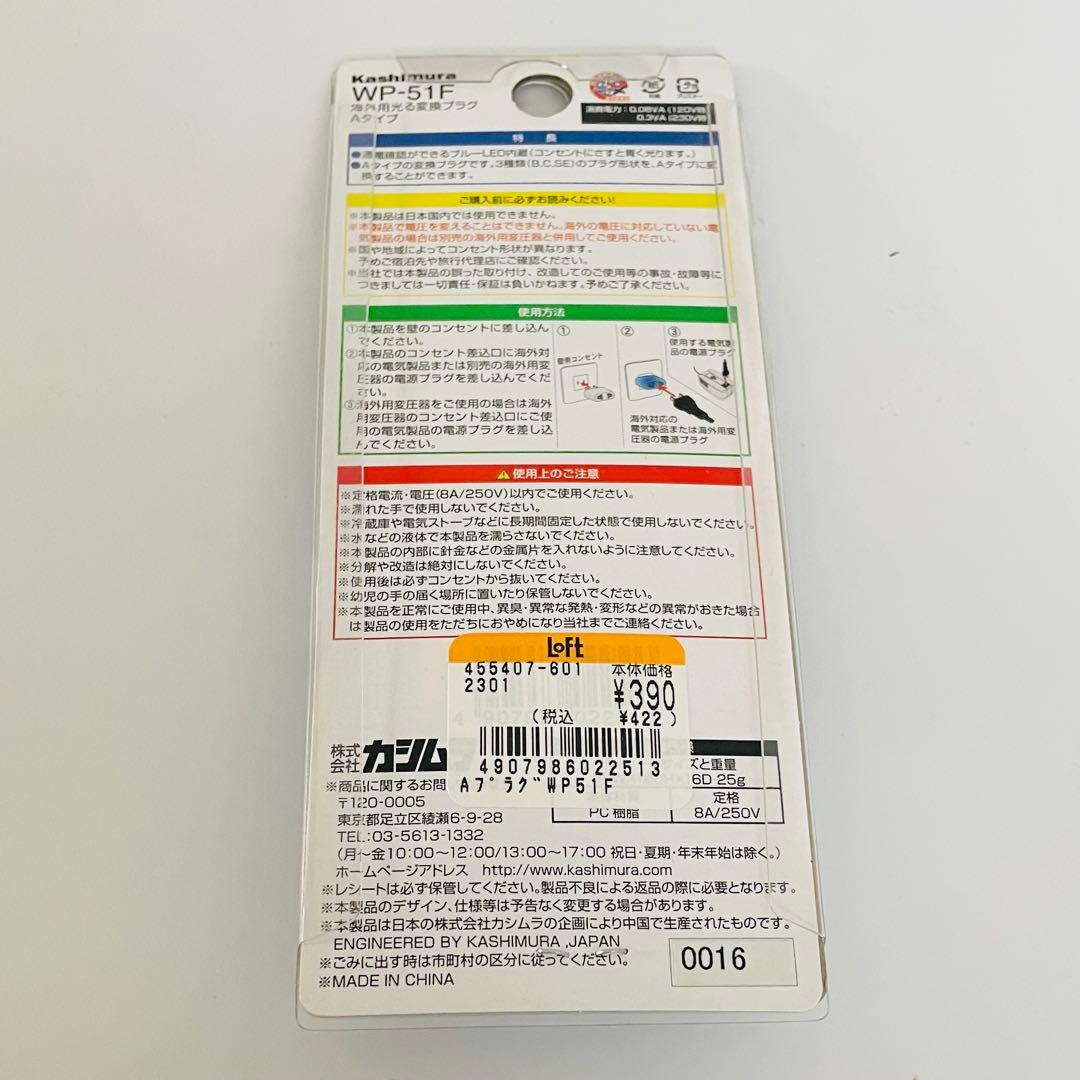 Kashimura
WP-51F
海外用光る変換プラグ
Aタイプ
消費電力:0.08VA(120V時)
0.3VA(230V時)
特 長
●通電確認ができるブルーLED内蔵(コンセントにさすと青く光ります。)
●Aタイプの変換プラグです。3種類(B.C.SE)のプラグ形状を、Aタイプに変
換することができます。
ご購入前に必ずお読みください!
※本製品は日本国内では使用できません。
※本製品で電圧を変えることはできません。海外の電圧に対応していない電
気製品の場合は別売の海外用変圧器と併用してご使用ください。
※国や地域によってコンセント形状が異なります。
予めご宿泊先や旅行代理店にご確認ください。
※当社では本製品の誤った取り付け、改造してのご使用等の事故・故障等に
つきましては一切責任・保証は負いかねます。予めご了承ください。
使用方法
①本製品を壁のコンセントに差し込ん
でください。
②本製品のコンセント差込口に海外対
応の電気製品または別売の海外用変
圧器の電源プラグを差し込んでくだ
さい。
③海外用変圧器をご使用の場合は海外
用変圧器のコンセント差込口にご使
用の電気製品の電源プラグを差し込
んでください。
①
壁側コンセント
②
海外対応の
電気製品または海外用変
圧器の電源プラグ
③
使用する電気製
品の電源プラグ
使用上のご注意
※定格電流・電圧(8A/250V)以内でご使用ください。
※濡れた手で使用しないでください。
※冷蔵庫や電気ストーブなどに長期間固定した状態で使用しないでください。
※水などの液体で本製品を濡らさないでください。
※本製品の内部に針金などの金属片を入れないように注意してください。
※分解や改造は絶対にしないでください。
※使用後は必ずコンセントから抜いてください。
※幼児の手の届く場所に置いたり保管しないでください。
※本製品を正常にご使用中、異臭・異常な発熱・変形などの異常がおきた場合
は製品の使用をただちにおやめになり当社までご連絡ください。
LoFt
455407-601 本体価格
2301 ¥390
(税込 ¥422)
4907986022513
Aプラグ WP51F
ズと重量
6D 25g
定格
PC樹脂 8A/250V
株式
会社 カシム
※商品に関するお問
〒120-0005
東京都足立区綾瀬6-9-28
TEL:03-5613-1332
(月〜金10:00〜12:00/13:00〜17:00 祝日・夏期・年末年始は除く。)
ホームページアドレス http://www.kashimura.com
※レシートは必ず保管してください。製品不良による返品の際に必要となります。
※本製品のデザイン、仕様等は予告なく変更する場合があります。
※本製品は日本の株式会社カシムラの企画により中国で生産されたものです。
ENGINEERED BY KASHIMURA ,JAPAN
※ごみに出す時は市町村の区分に従ってください。
※MADE IN CHINA
0016